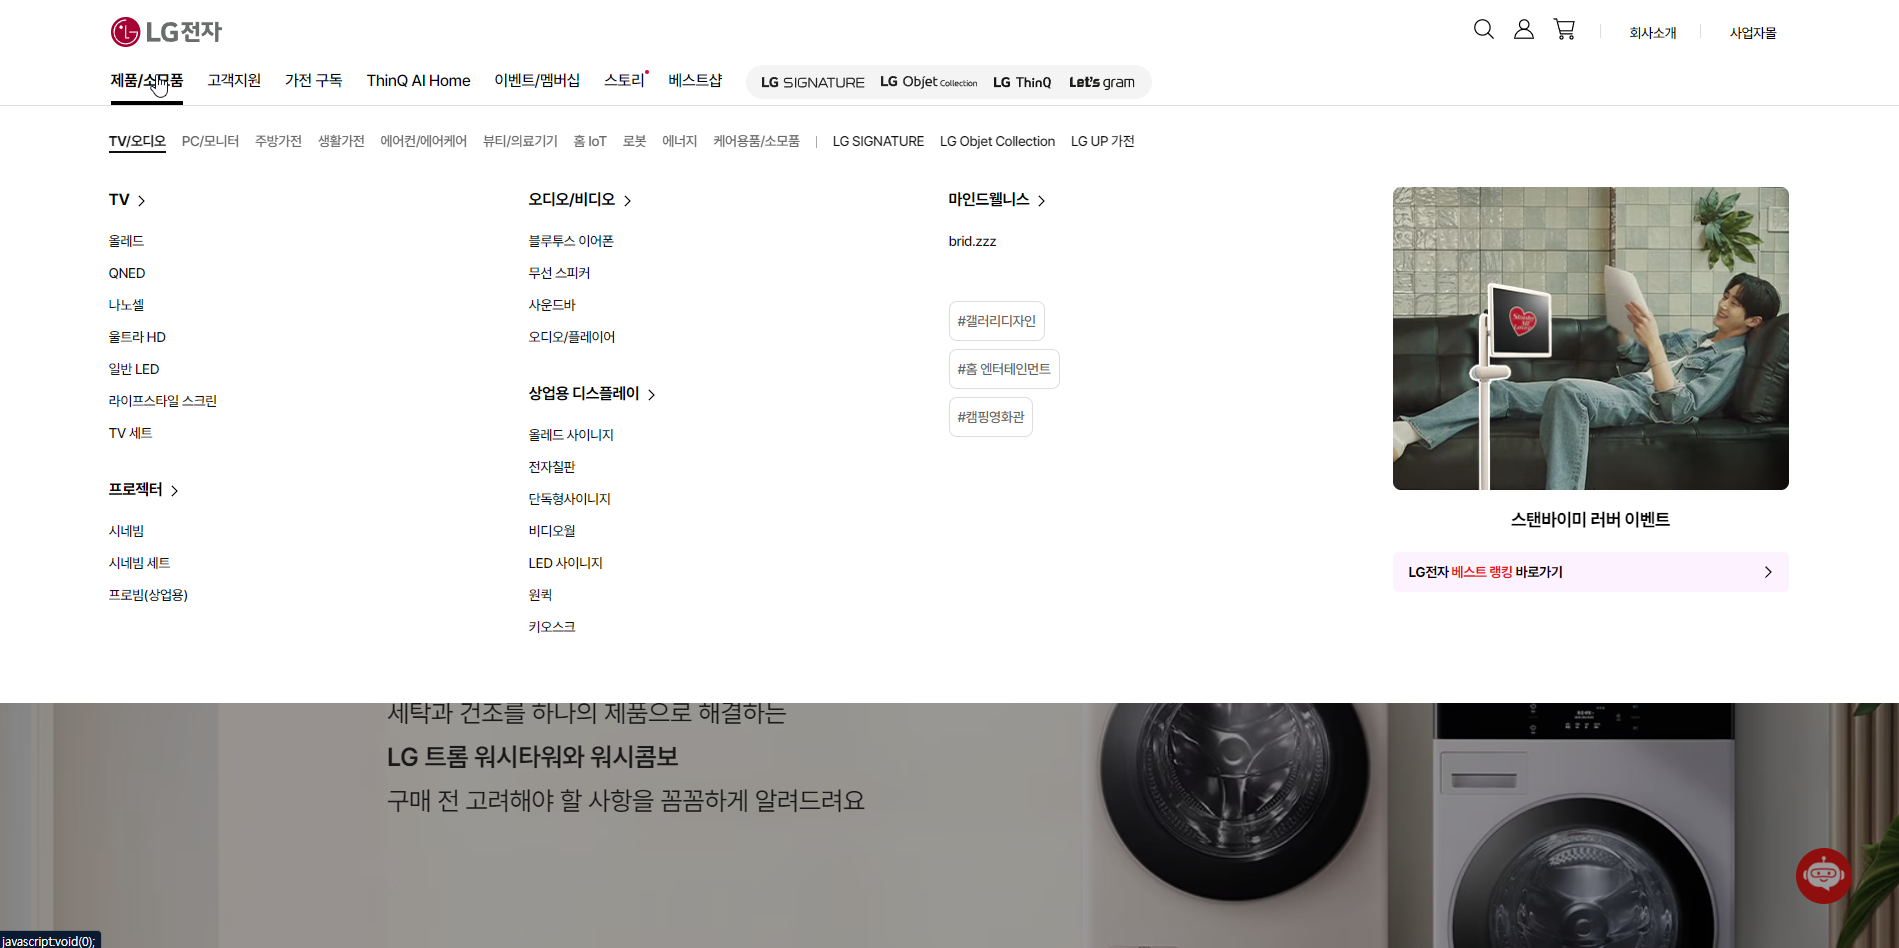 LG전자
회사소개
사업자몰
제품/소모품
고객지원
가전 구독
ThinQ AI Home
이벤트/멤버십
스토리
베스트샵
LG SIGNATURE
LG Objet Collection
LG ThinQ
Let's gram
TV/오디오
PC/모니터
주방가전
생활가전
에어컨/에어케어
뷰티/의료기기
홈 IoT
로봇
에너지
케어용품/소모품
LG SIGNATURE
LG Objet Collection
LG UP 가전
TV
올레드
QNED
나노셀
울트라 HD
일반 LED
라이프스타일 스크린
TV 세트
프로젝터
시네빔
시네빔 세트
프로빔(상업용)
오디오/비디오
블루투스 이어폰
무선 스피커
사운드바
오디오/플레이어
상업용 디스플레이
올레드 사이니지
전자칠판
단독형사이니지
비디오월
LED 사이니지
원퀵
키오스크
마인드웰니스
brid.zzz
#갤러리디자인
#홈 엔터테인먼트
#캠핑영화관
스탠바이미 러버 이벤트
LG전자 베스트 랭킹 바로가기
세탁과 건조를 하나의 제품으로 해결하는
LG 트롬 워시타워와 워시콤보
구매 전 고려해야 할 사항을 꼼꼼하게 알려드려요
javascript:void(0);